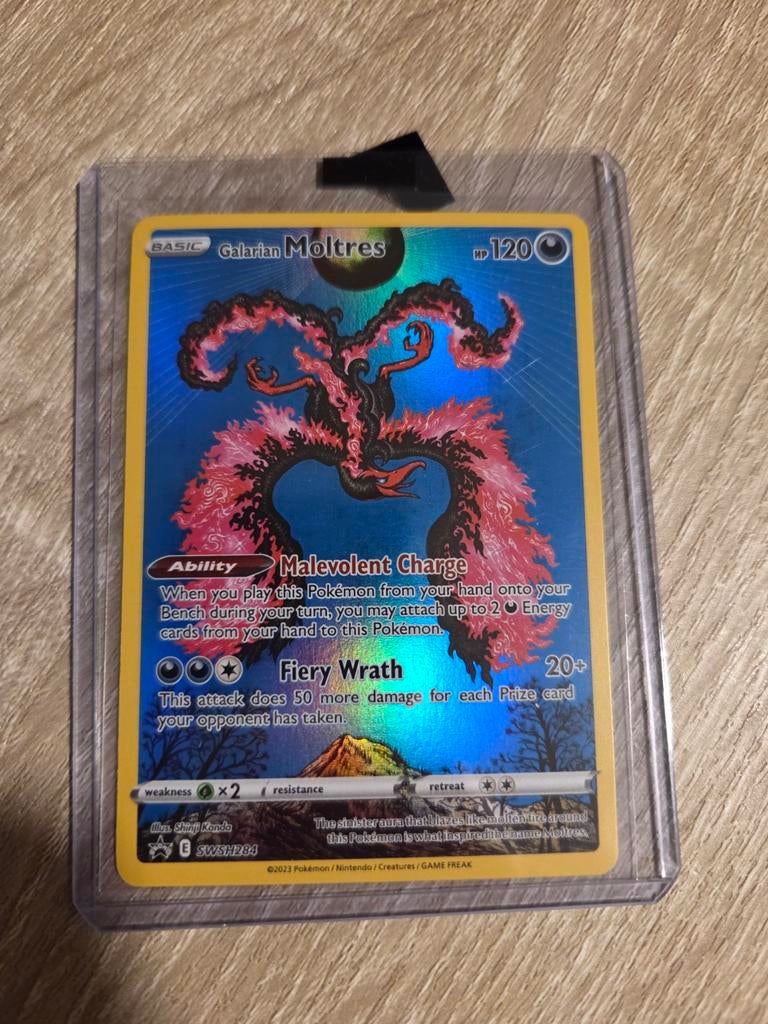 BASIC Galarian Moltres HP 120
Ability Malevolent Charge
When you play this Pokémon from your hand onto your
Bench during your turn, you may attach up to 2 Energy
cards from your hand to this Pokémon.
Fiery Wrath 20+
This attack does 50 more damage for each Prize card
your opponent has taken.
weakness ×2 resistance retreat
Illus. Shinji Kanda
The sinister aura that blazes like molten fire around
this Pokémon is what inspired the name Moltres.
E SWSH284
©2023 Pokémon / Nintendo / Creatures / GAME FREAK